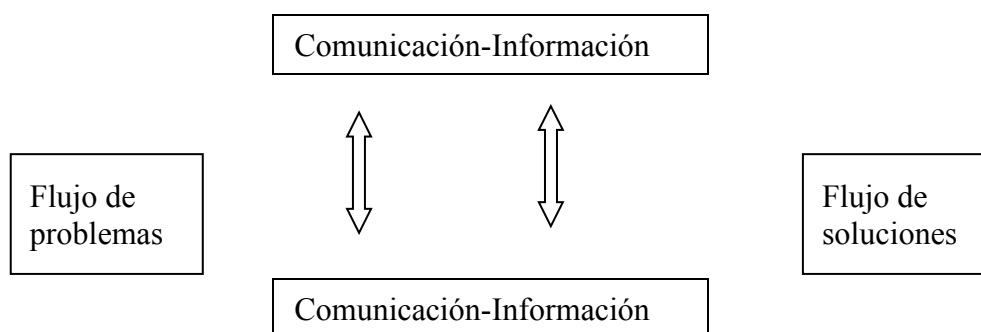 Comunicación-Información
Flujo de
problemas
Flujo de
soluciones
Comunicación-Información